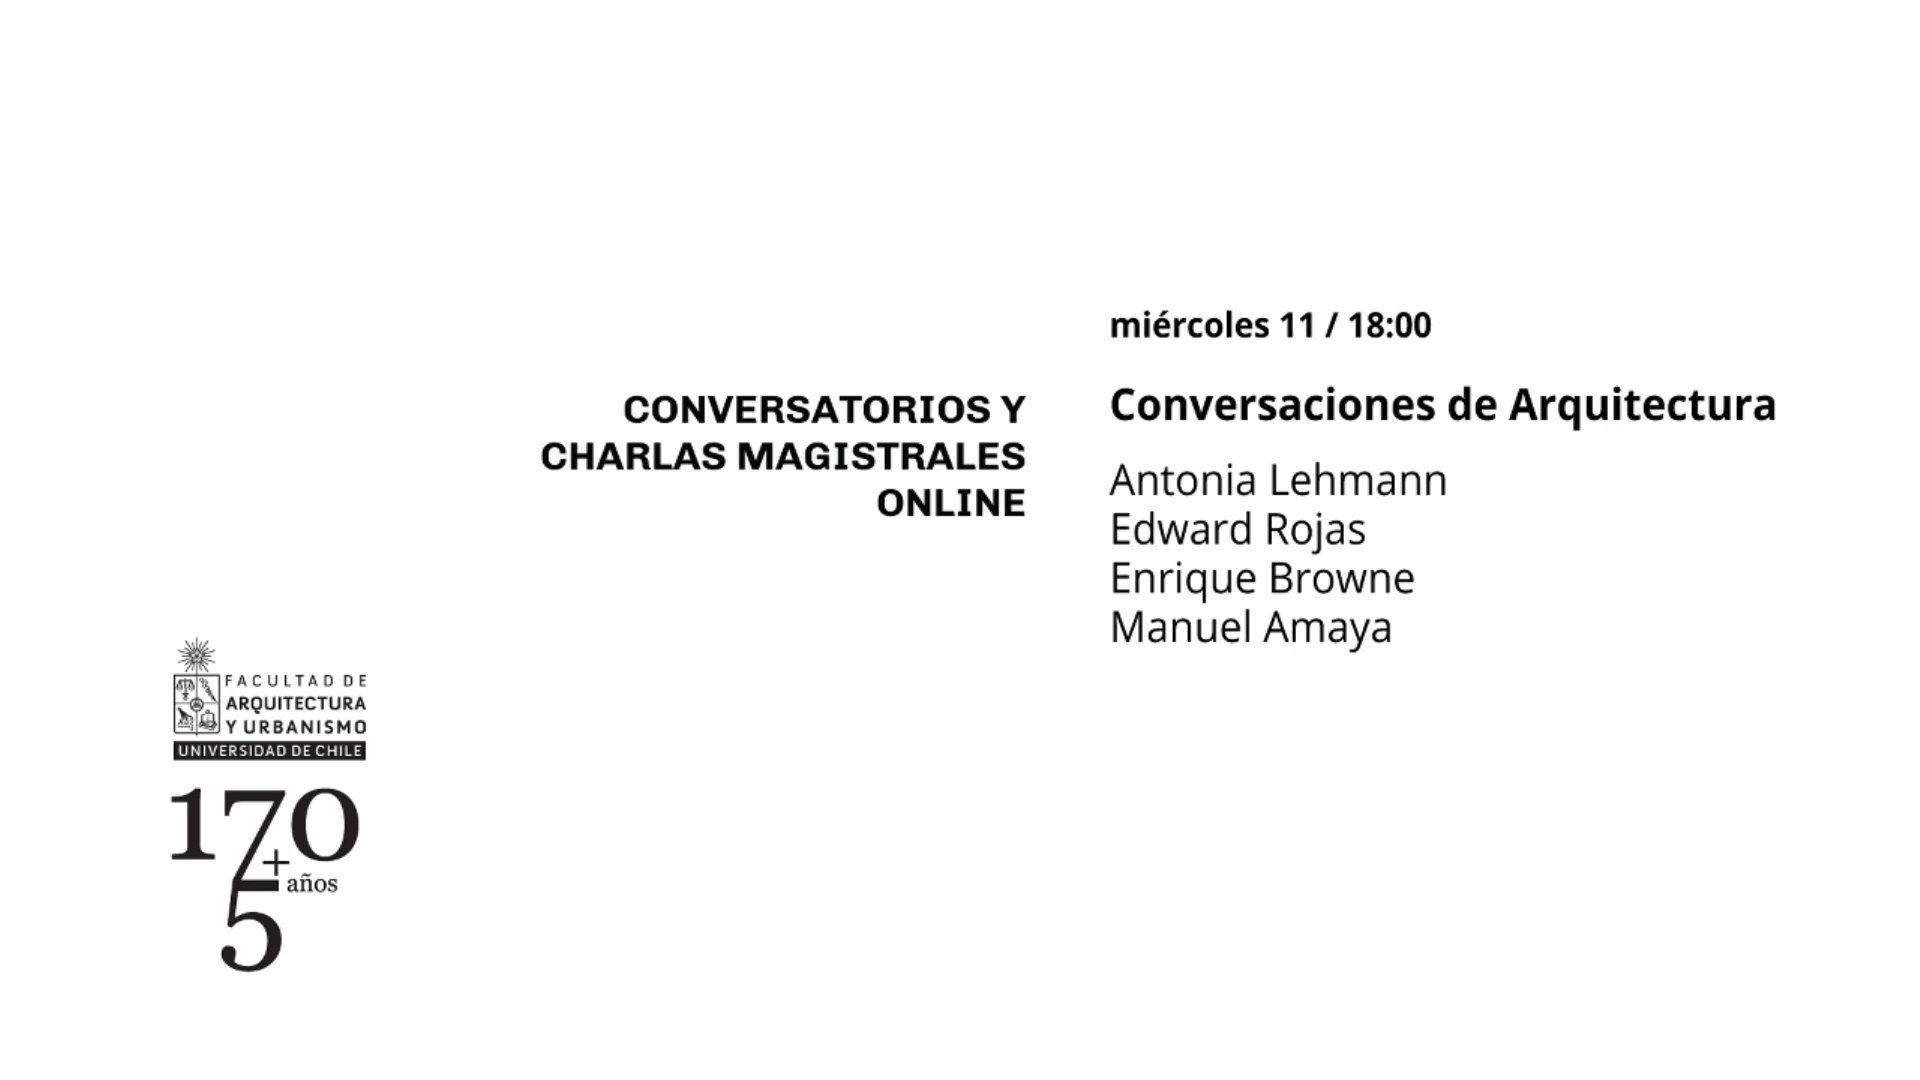 CONVERSATORIOS Y
CHARLAS MAGISTRALES
ONLINE
miércoles 11 / 18:00
Conversaciones de Arquitectura
Antonia Lehmann
Edward Rojas
Enrique Browne
Manuel Amaya
FACULTAD DE
ARQUITECTURA
Y URBANISMO
UNIVERSIDAD DE CHILE
170
+
años
5